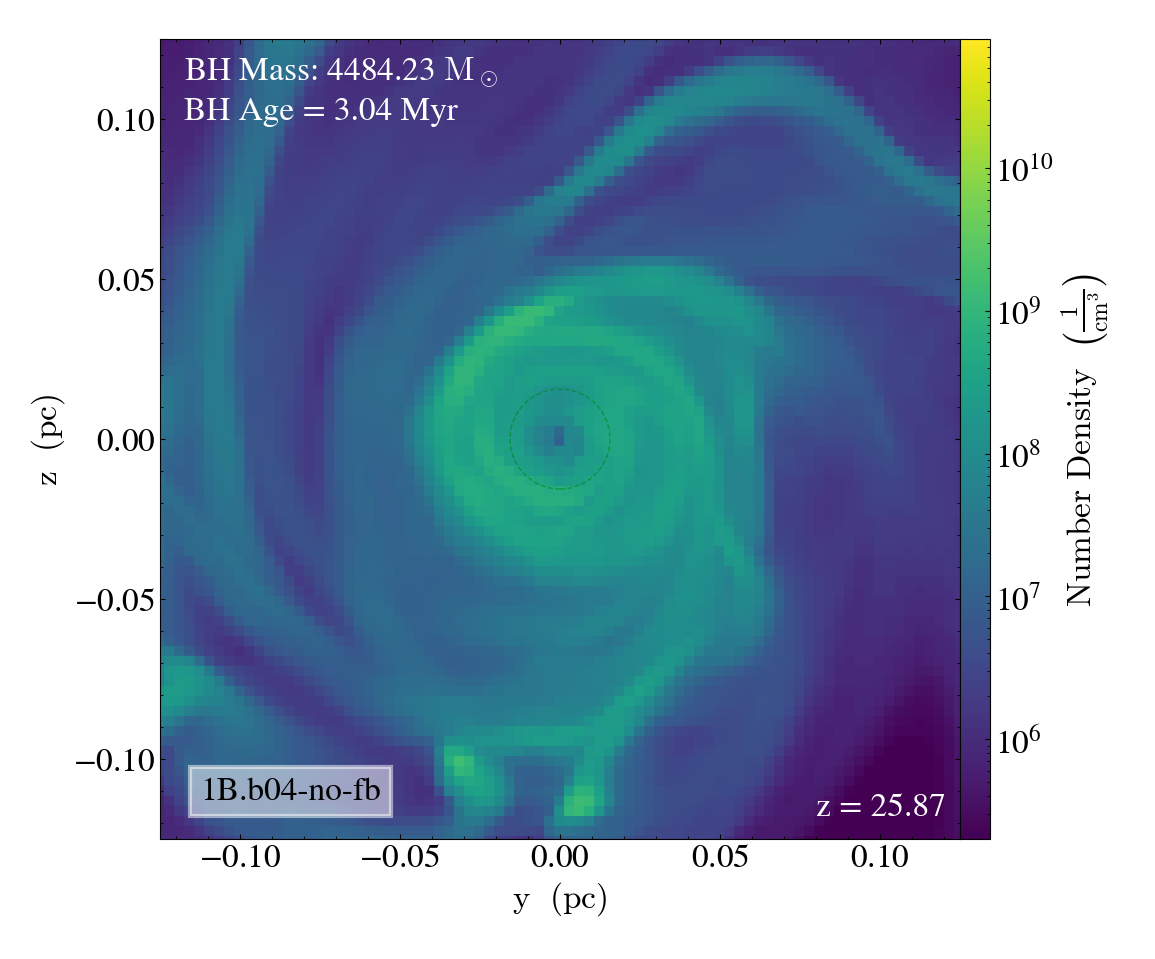 BH Mass: 4484.23 M⊙
BH Age = 3.04 Myr
0.10
0.05
0.00
−0.05
−0.10
z (pc)
1B.b04-no-fb
z = 25.87
−0.10 −0.05 0.00 0.05 0.10
y (pc)
10^10
10^9
10^8
10^7
10^6
Number Density (1/cm^3)